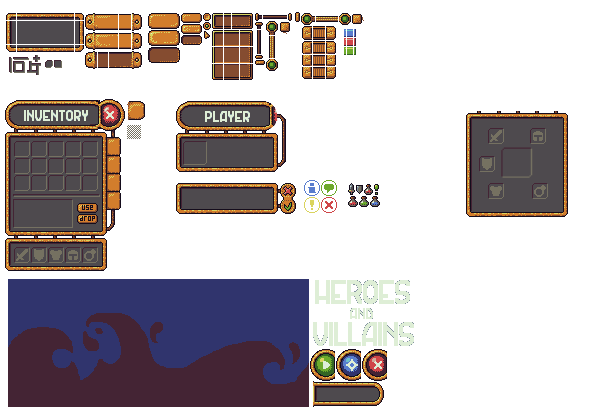 INVENTORY
PLAYER
use
drop
HEROES
AND
VILLAINS